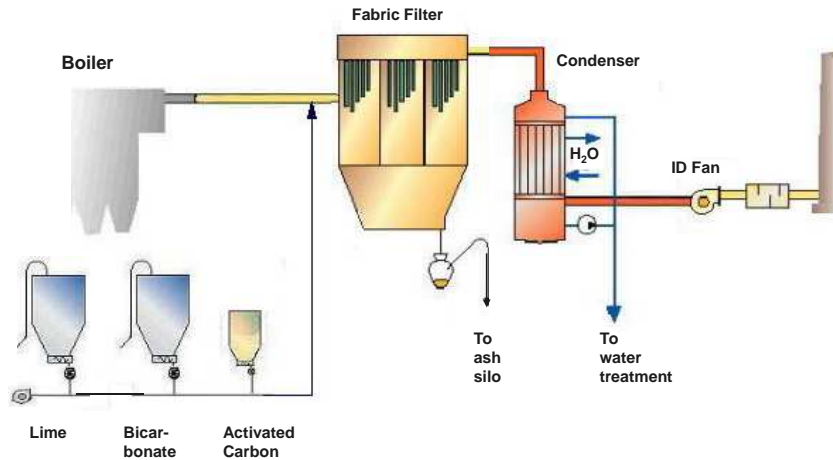 Fabric Filter
Boiler
Condenser
H₂O
ID Fan
To
ash
silo
To
water
treatment
Lime
Bicar-
bonate
Activated
Carbon